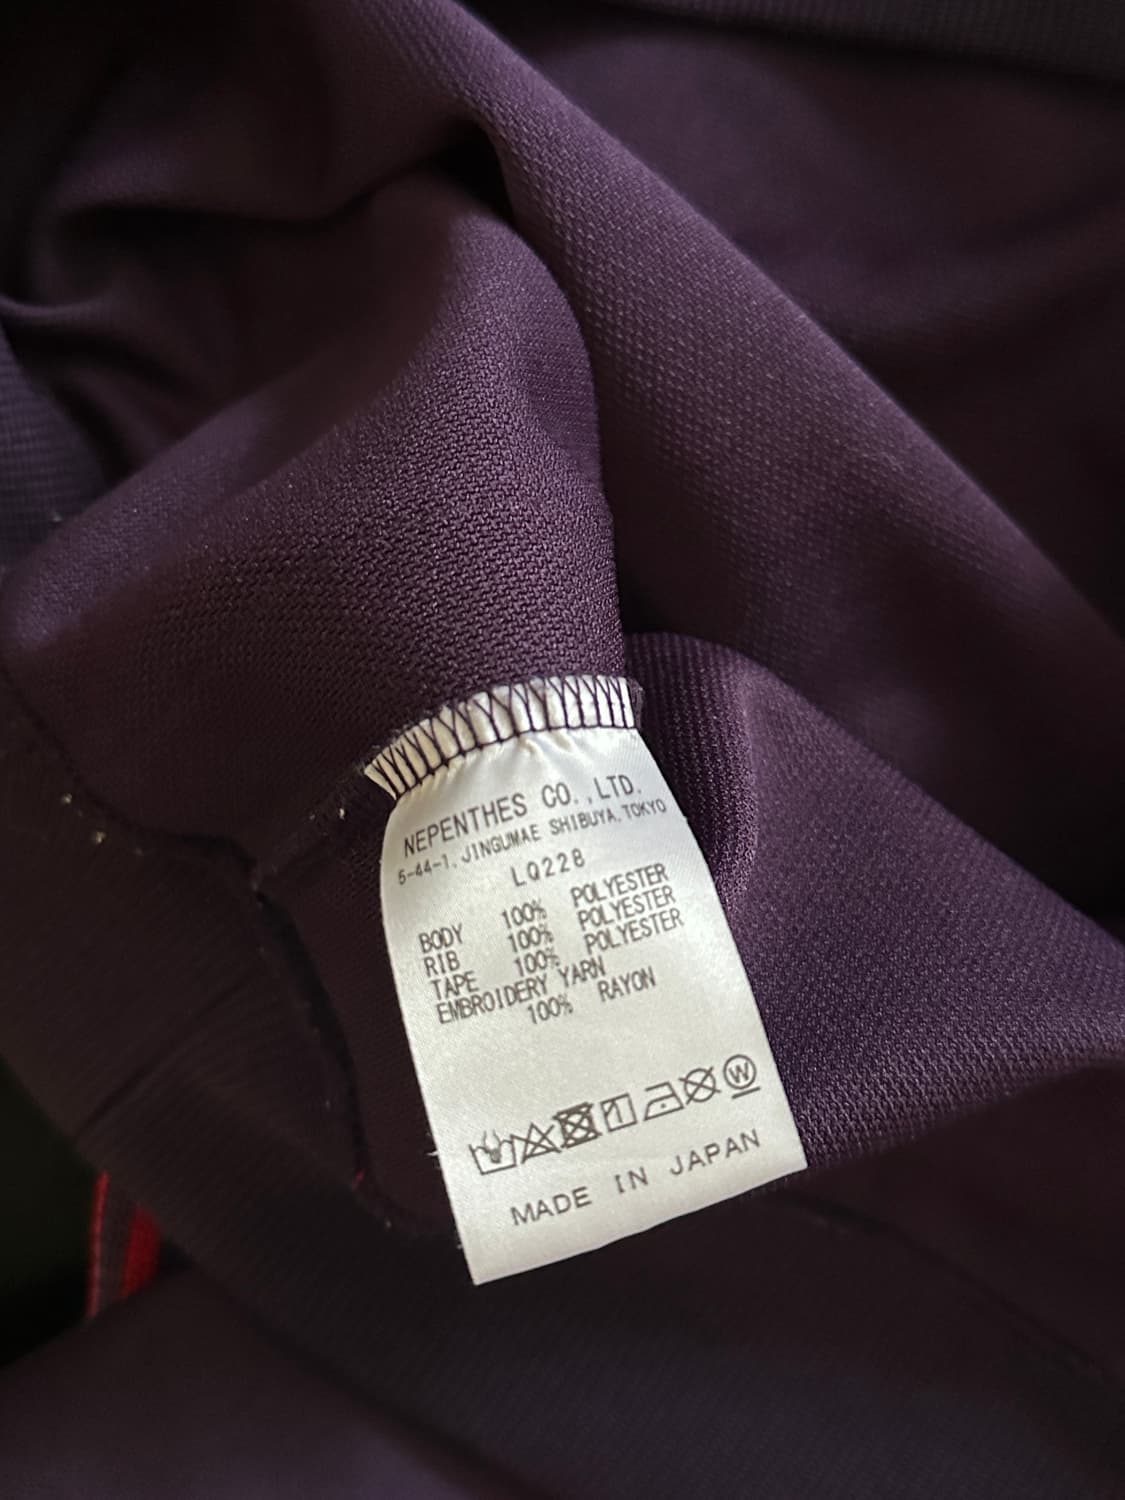 NEPENTHES CO.,LTD.
5-44-1, JINGUMAE SHIBUYA, TOKYO
LQ228
BODY 100% POLYESTER
RIB 100% POLYESTER
TAPE 100% POLYESTER
EMBROIDERY YARN
100% RAYON
W
MADE IN JAPAN